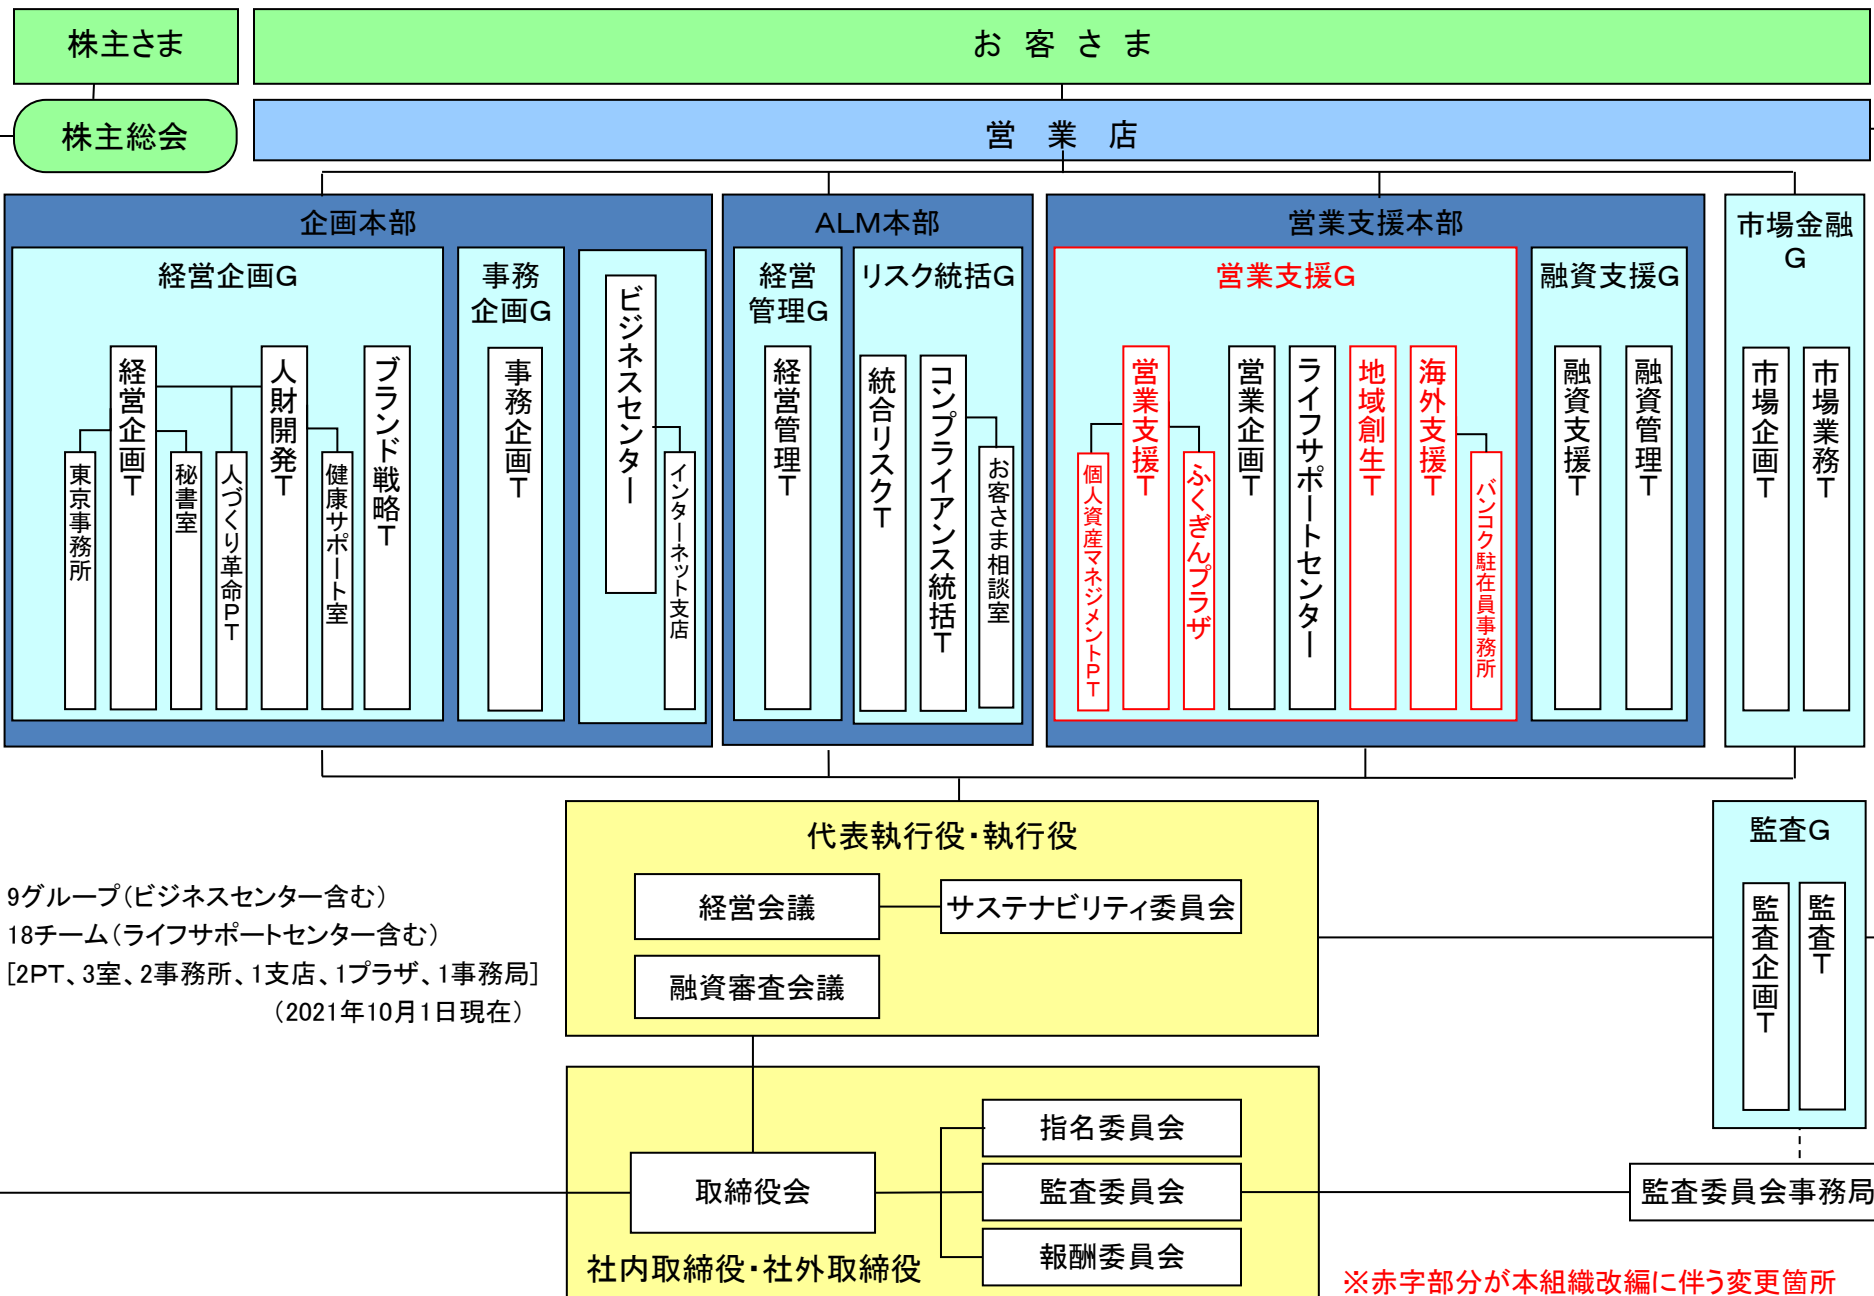 株主さま
お 客 さ ま
株主総会
営 業 店
企画本部
経営企画G
東京事務所
経営企画T
秘書室
人づくり革命PT
人財開発T
健康サポート室
ブランド戦略T
事務
企画G
事務企画T
ビジネスセンター
インターネット支店
ALM本部
経営
管理G
経営管理T
リスク統括G
統合リスクT
コンプライアンス統括T
お客さま相談室
営業支援本部
営業支援G
個人資産マネジメントPT
営業支援T
ふくぎんプラザ
営業企画T
ライフサポートセンター
地域創生T
海外支援T
バンコク駐在員事務所
融資支援G
融資支援T
融資管理T
市場金融
G
市場企画T
市場業務T
代表執行役・執行役
経営会議
サステナビリティ委員会
融資審査会議
監査G
監査企画T
監査T
9グループ(ビジネスセンター含む)
18チーム(ライフサポートセンター含む)
[2PT、3室、2事務所、1支店、1プラザ、1事務局]
(2021年10月1日現在)
指名委員会
取締役会
監査委員会
監査委員会事務局
報酬委員会
社内取締役・社外取締役
※赤字部分が本組織改編に伴う変更箇所